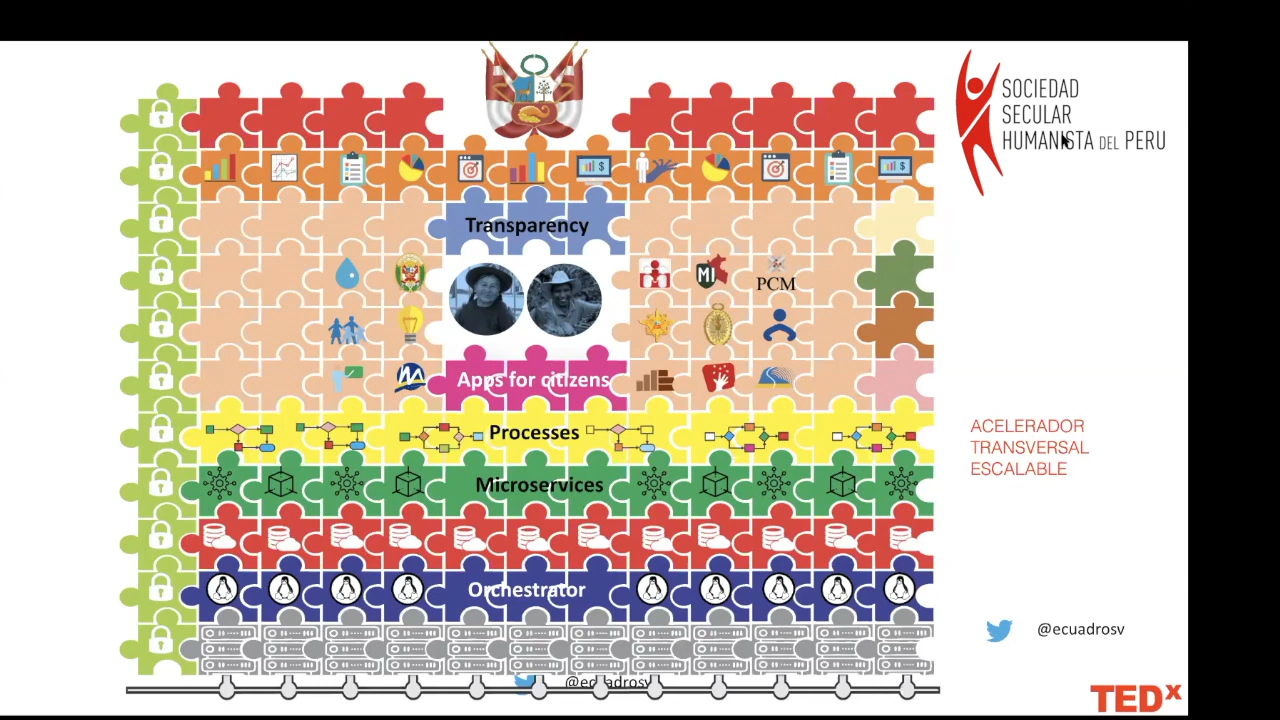 SOCIEDAD
SECULAR
HUMANISTA DEL PERU
Transparency
MI
PCM
Apps for citizens
Processes
Microservices
Orchestrator
ACELERADOR
TRANSVERSAL
ESCALABLE
@ecuadrosv
@ecuadrosv
TEDx